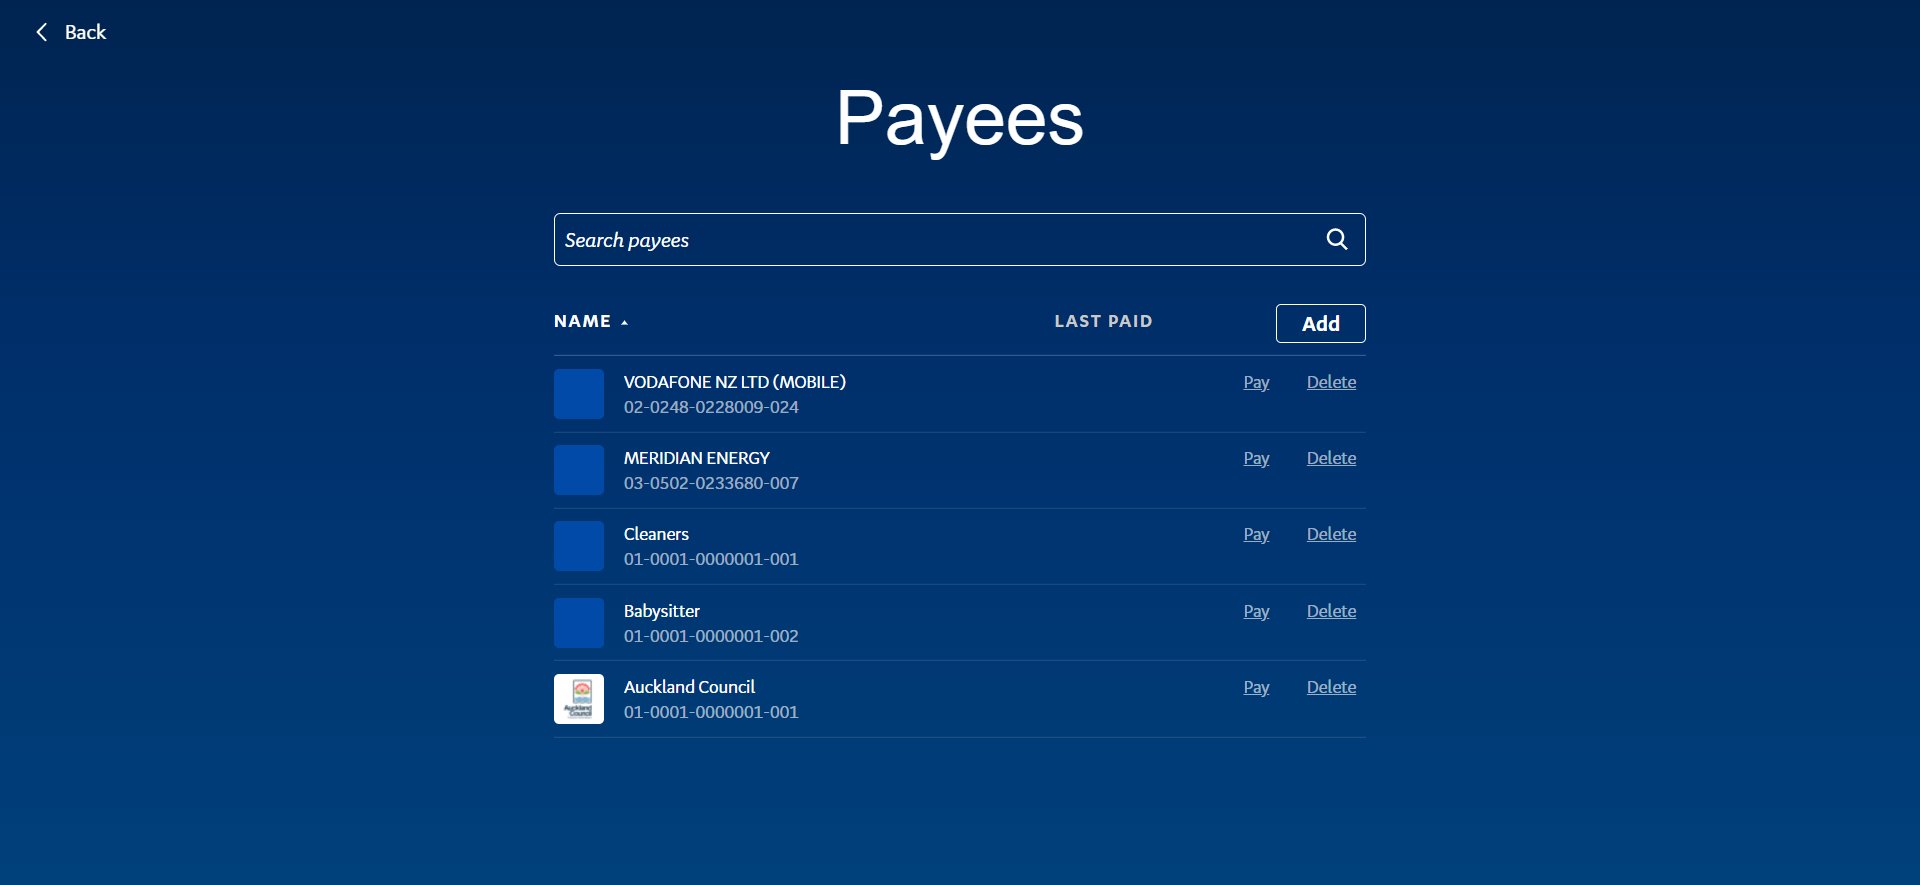 Back
Payees
Search payees
NAME LAST PAID Add
VODAFONE NZ LTD (MOBILE) Pay Delete
02-0248-0228009-024
MERIDIAN ENERGY Pay Delete
03-0502-0233680-007
Cleaners Pay Delete
01-0001-0000001-001
Babysitter Pay Delete
01-0001-0000001-002
Auckland Council Pay Delete
Auckland
Council
01-0001-0000001-001